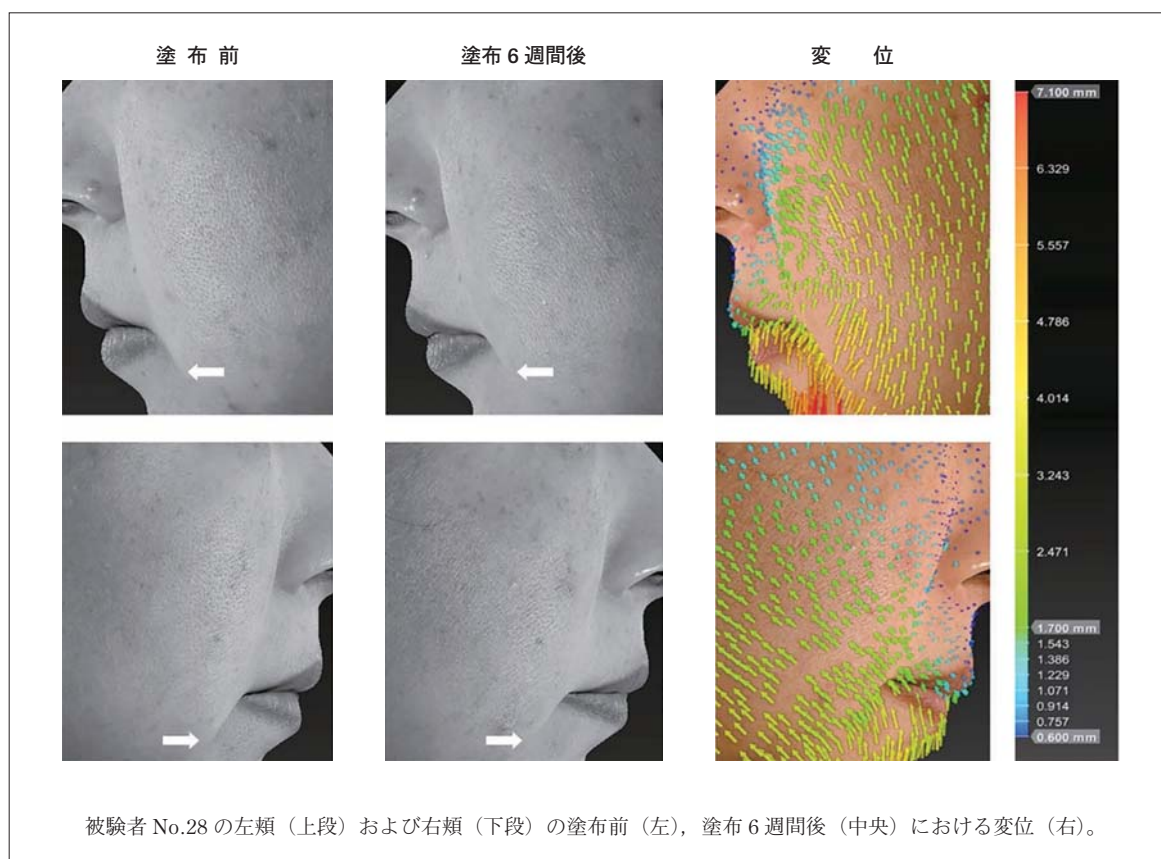 塗布前
塗布6週間後
変位
7.100 mm
6.329
5.557
4.786
4.014
3.243
2.471
1.700 mm
1.543
1.386
1.229
1.071
0.914
0.757
0.600 mm
被験者 No.28 の左頬（上段）および右頬（下段）の塗布前（左），塗布6週間後（中央）における変位（右）。